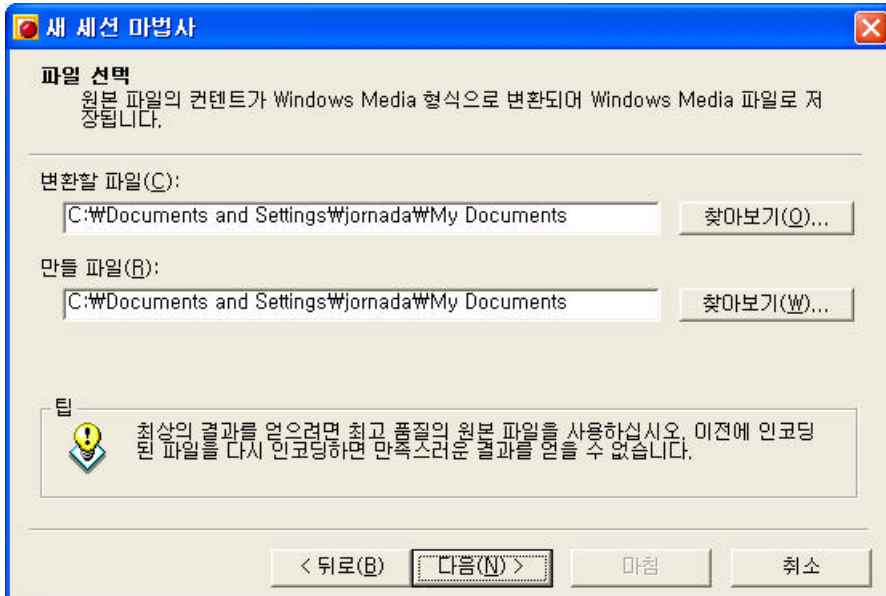 새 세션 마법사
파일 선택
원본 파일의 컨텐트가 Windows Media 형식으로 변환되어 Windows Media 파일로 저
장됩니다.
변환할 파일(C):
C:₩Documents and Settings₩jornada₩My Documents
찾아보기(O)...
만들 파일(R):
C:₩Documents and Settings₩jornada₩My Documents
찾아보기(W)...
팁
최상의 결과를 얻으려면 최고 품질의 원본 파일을 사용하십시오. 이전에 인코딩
된 파일을 다시 인코딩하면 만족스러운 결과를 얻을 수 없습니다.
< 뒤로(B)
다음(N) >
마침
취소